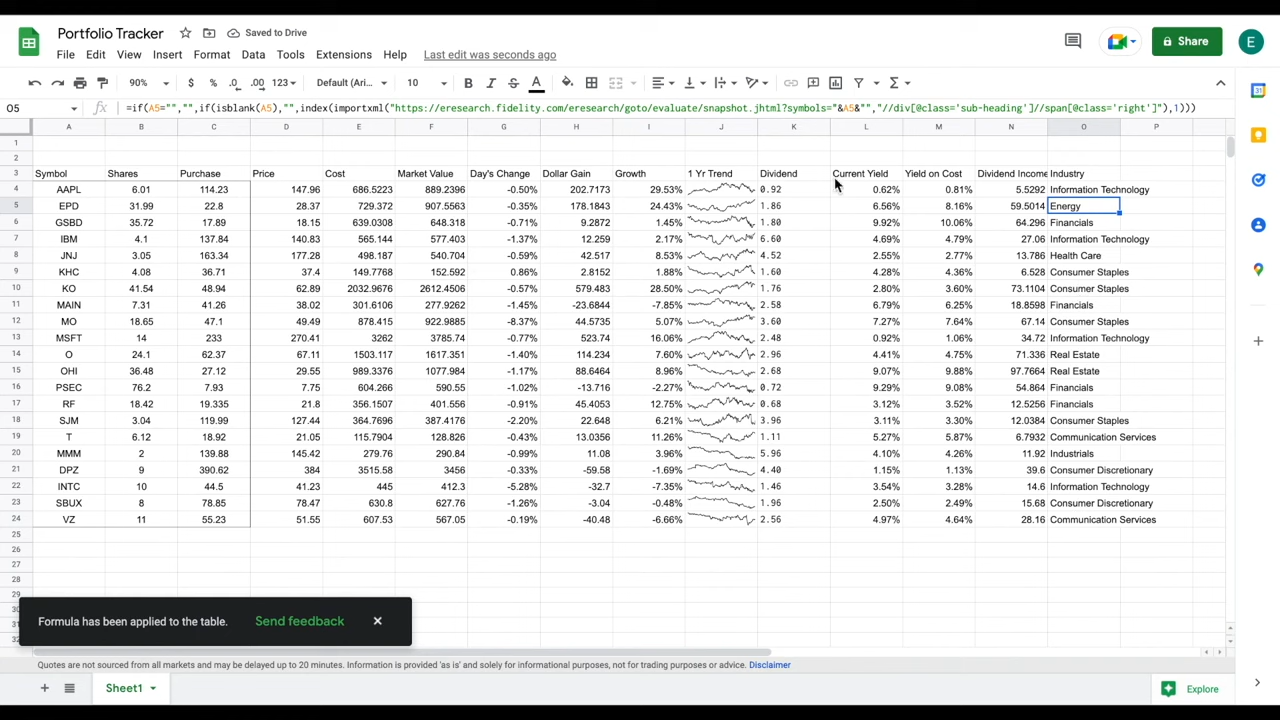 Portfolio Tracker Saved to Drive
File Edit View Insert Format Data Tools Extensions Help Last edit was seconds ago
Share E
90% $ % .0 .00 123 Default (Ari... 10 B I S A
O5 fx =if(A5="","",if(isblank(A5),"",index(importxml("https://eresearch.fidelity.com/eresearch/goto/evaluate/snapshot.jhtml?symbols="&A5&"","//div[@class='sub-heading']//span[@class='right']"),1)))
A B C D E F G H I J K L M N O P
1
2
3 Symbol Shares Purchase Price Cost Market Value Day's Change Dollar Gain Growth 1 Yr Trend Dividend Current Yield Yield on Cost Dividend Income Industry
4 AAPL 6.01 114.23 147.96 686.5223 889.2396 -0.50% 202.7173 29.53% 0.92 0.62% 0.81% 5.5292 Information Technology
5 EPD 31.99 22.8 28.37 729.372 907.5563 -0.35% 178.1843 24.43% 1.86 6.56% 8.16% 59.5014 Energy
6 GSBD 35.72 17.89 18.15 639.0308 648.318 -0.71% 9.2872 1.45% 1.80 9.92% 10.06% 64.296 Financials
7 IBM 4.1 137.84 140.83 565.144 577.403 -1.37% 12.259 2.17% 6.60 4.69% 4.79% 27.06 Information Technology
8 JNJ 3.05 163.34 177.28 498.187 540.704 -0.59% 42.517 8.53% 4.52 2.55% 2.77% 13.786 Health Care
9 KHC 4.08 36.71 37.4 149.7768 152.592 0.86% 2.8152 1.88% 1.60 4.28% 4.36% 6.528 Consumer Staples
10 KO 41.54 48.94 62.89 2032.9676 2612.4506 -0.57% 579.483 28.50% 1.76 2.80% 3.60% 73.1104 Consumer Staples
11 MAIN 7.31 41.26 38.02 301.6106 277.9262 -1.45% -23.6844 -7.85% 2.58 6.79% 6.25% 18.8598 Financials
12 MO 18.65 47.1 49.49 878.415 922.9885 -8.37% 44.5735 5.07% 3.60 7.27% 7.64% 67.14 Consumer Staples
13 MSFT 14 233 270.41 3262 3785.74 -0.77% 523.74 16.06% 2.48 0.92% 1.06% 34.72 Information Technology
14 O 24.1 62.37 67.11 1503.117 1617.351 -1.40% 114.234 7.60% 2.96 4.41% 4.75% 71.336 Real Estate
15 OHI 36.48 27.12 29.55 989.3376 1077.984 -1.17% 88.6464 8.96% 2.68 9.07% 9.88% 97.7664 Real Estate
16 PSEC 76.2 7.93 7.75 604.266 590.55 -1.02% -13.716 -2.27% 0.72 9.29% 9.08% 54.864 Financials
17 RF 18.42 19.335 21.8 356.1507 401.556 -0.91% 45.4053 12.75% 0.68 3.12% 3.52% 12.5256 Financials
18 SJM 3.04 119.99 127.44 364.7696 387.4176 -2.20% 22.648 6.21% 3.96 3.11% 3.30% 12.0384 Consumer Staples
19 T 6.12 18.92 21.05 115.7904 128.826 -0.43% 13.0356 11.26% 1.11 5.27% 5.87% 6.7932 Communication Services
20 MMM 2 139.88 145.42 279.76 290.84 -0.99% 11.08 3.96% 5.96 4.10% 4.26% 11.92 Industrials
21 DPZ 9 390.62 384 3515.58 3456 -0.33% -59.58 -1.69% 4.40 1.15% 1.13% 39.6 Consumer Discretionary
22 INTC 10 44.5 41.23 445 412.3 -5.28% -32.7 -7.35% 1.46 3.54% 3.28% 14.6 Information Technology
23 SBUX 8 78.85 78.47 630.8 627.76 -1.26% -3.04 -0.48% 1.96 2.50% 2.49% 15.68 Consumer Discretionary
24 VZ 11 55.23 51.55 607.53 567.05 -0.19% -40.48 -6.66% 2.56 4.97% 4.64% 28.16 Communication Services
25
26
27
28
29
Formula has been applied to the table. Send feedback
Quotes are not sourced from all markets and may be delayed up to 20 minutes. Information is provided 'as is' and solely for informational purposes, not for trading purposes or advice. Disclaimer
Sheet1 Explore